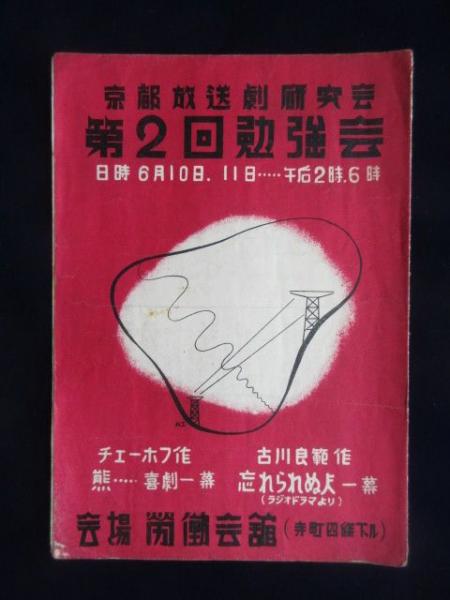 京都放送劇研究会
第2回勉強会
日時 6月10日.11日‥‥‥午后2時.6時
チェーホフ作
熊‥‥‥喜劇一幕
古川良範 作
忘れられぬ人 一幕
(ラジオドラマより)
会場 労働会舘 (寺町四條下ル)